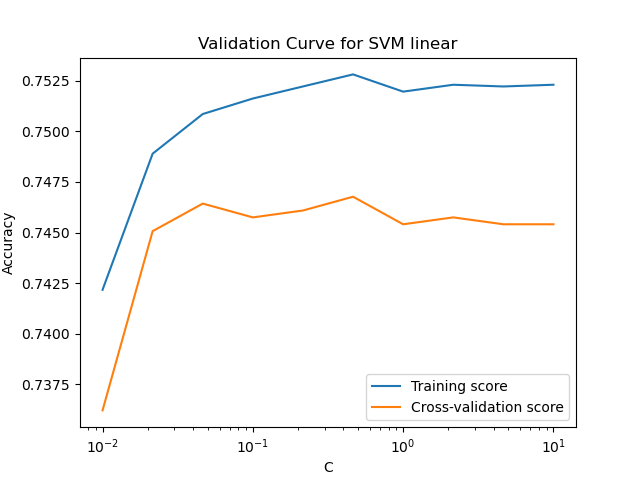 Validation Curve for SVM linear
0.7525
0.7500
0.7475
0.7450
0.7425
0.7400
0.7375
Accuracy
Training score
Cross-validation score
10⁻²
10⁻¹
10⁰
10¹
C